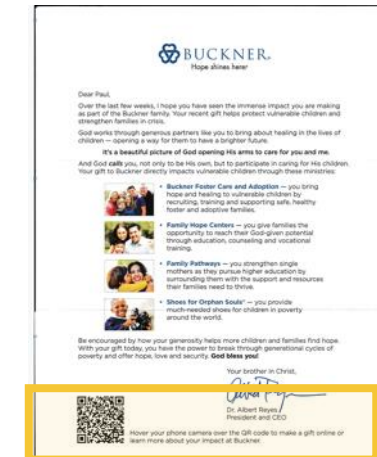 BUCKNER®
Hope shines here®
Dear Paul,
Over the last few weeks, I hope you have seen the immense impact you are making
as part of the Buckner family. Your recent gift helps protect vulnerable children and
strengthen families in crisis.
God works through generous partners like you to bring about healing in the lives of
children — opening a way for them to have a brighter future.
It's a beautiful picture of God opening His arms to care for you and me.
And God calls you, not only to be His own, but to participate in caring for His children.
Your gift to Buckner directly impacts vulnerable children through these ministries:
• Buckner Foster Care and Adoption — you bring
hope and healing to vulnerable children by
recruiting, training and supporting safe, healthy
foster and adoptive families.
• Family Hope Centers — you give families the
opportunity to reach their God-given potential
through education, counseling and vocational
training.
• Family Pathways — you strengthen single
mothers as they pursue higher education by
surrounding them with the support and resources
their families need to thrive.
• Shoes for Orphan Souls® — you provide
much-needed shoes for children in poverty
around the world.
Be encouraged by how your generosity helps more children and families find hope.
With your gift today, you have the power to break through generational cycles of
poverty and offer hope, love and security. God bless you!
Your brother in Christ,
Dr. Albert Reyes
President and CEO
Hover your phone camera over the QR code to make a gift online or
learn more about your impact at Buckner.